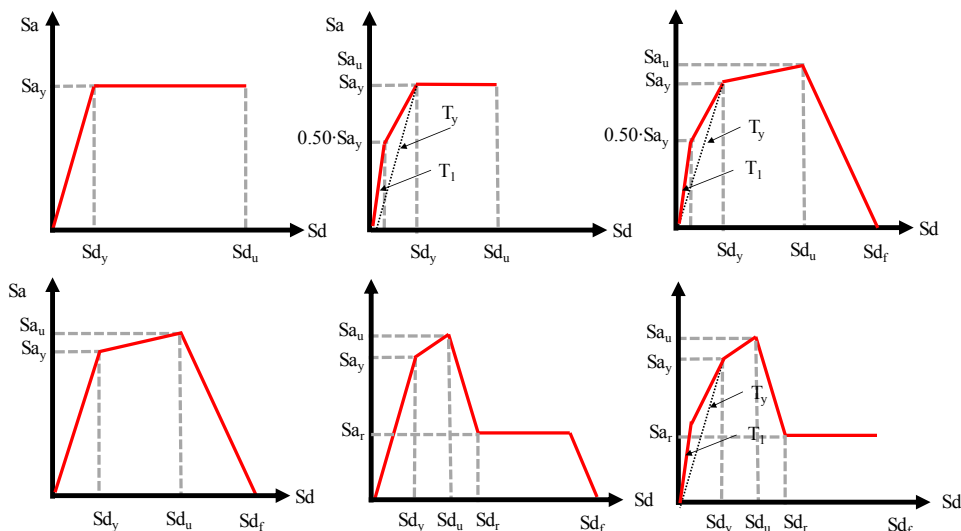 Sa
Sa_y
Sd
Sd_y
Sd_u
Sa
Sa_y
0.50·Sa_y
T_y
T_1
Sd
Sd_y
Sd_u
Sa_u
Sa_y
0.50·Sa_y
T_y
T_1
Sd_y
Sd_u
Sd_f
Sa
Sa_u
Sa_y
Sd
Sd_y
Sd_u
Sd_f
Sa_u
Sa_y
Sa_r
Sd
Sd_y
Sd_u
Sd_r
Sd_f
Sa_u
Sa_y
Sa_r
T_y
T_1
Sd
Sd_y
Sd_u
Sd_r
Sd_f